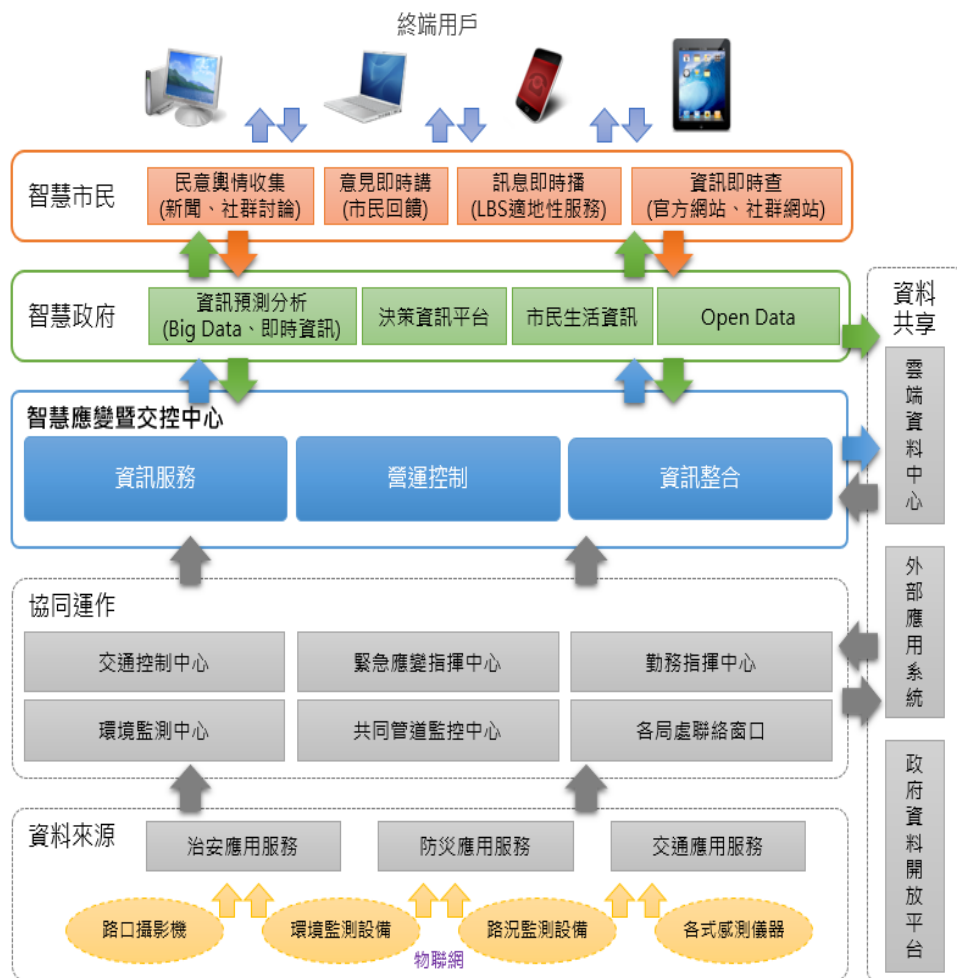 終端用戶
智慧市民
民意輿情收集
(新聞、社群討論)
意見即時講
(市民回饋)
訊息即時播
(LBS適地性服務)
資訊即時查
(官方網站、社群網站)
智慧政府
資訊預測分析
(Big Data、即時資訊)
決策資訊平台
市民生活資訊
Open Data
智慧應變暨交控中心
資訊服務
營運控制
資訊整合
協同運作
交通控制中心
緊急應變指揮中心
勤務指揮中心
環境監測中心
共同管道監控中心
各局處聯絡窗口
資料來源
治安應用服務
防災應用服務
交通應用服務
路口攝影機
環境監測設備
路況監測設備
各式感測儀器
物聯網
資料
共享
雲端資料中心
外部應用系統
政府資料開放平台